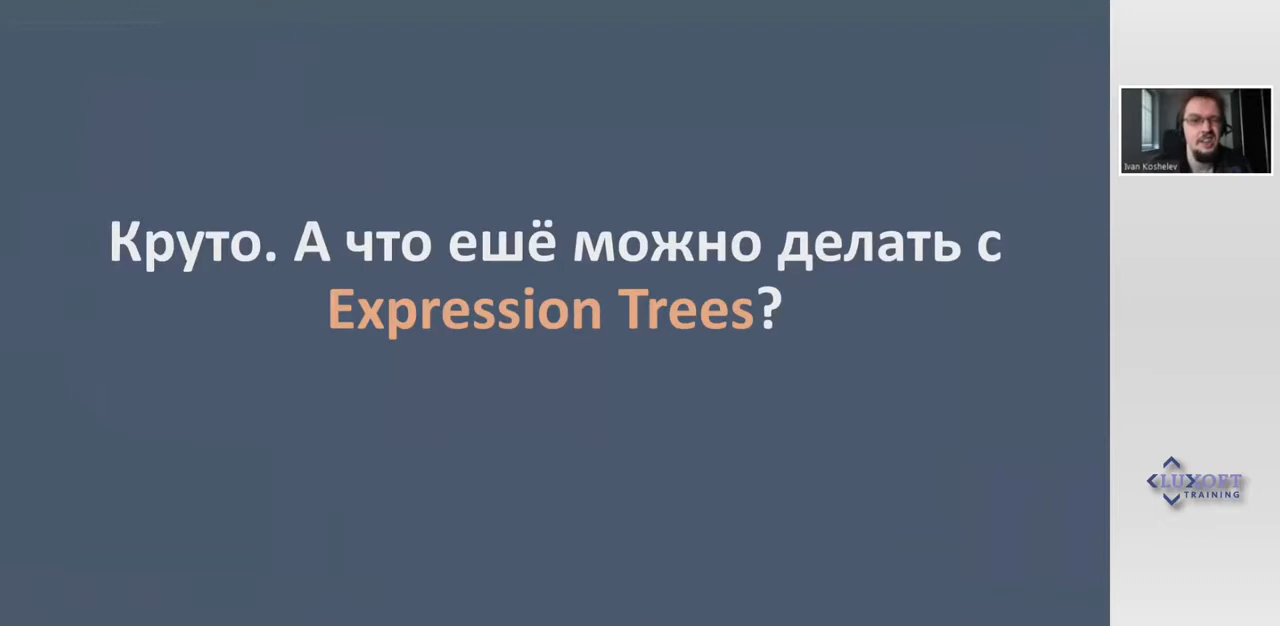 Круто. А что ешё можно делать с
Expression Trees?
Ivan Koshelev
LUXOFT
TRAINING